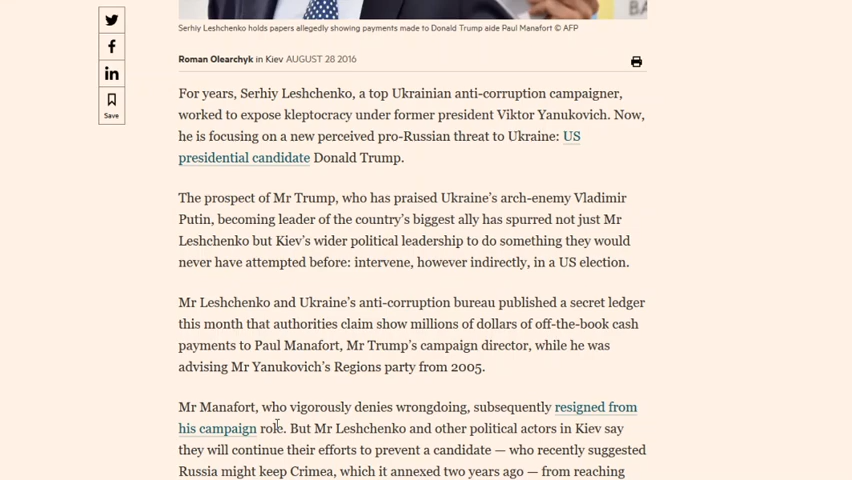 BA
Serhiy Leshchenko holds papers allegedly showing payments made to Donald Trump aide Paul Manafort © AFP
Roman Olearchyk in Kiev AUGUST 28 2016
Save
For years, Serhiy Leshchenko, a top Ukrainian anti-corruption campaigner,
worked to expose kleptocracy under former president Viktor Yanukovich. Now,
he is focusing on a new perceived pro-Russian threat to Ukraine: US
presidential candidate Donald Trump.
The prospect of Mr Trump, who has praised Ukraine's arch-enemy Vladimir
Putin, becoming leader of the country's biggest ally has spurred not just Mr
Leshchenko but Kiev's wider political leadership to do something they would
never have attempted before: intervene, however indirectly, in a US election.
Mr Leshchenko and Ukraine's anti-corruption bureau published a secret ledger
this month that authorities claim show millions of dollars of off-the-book cash
payments to Paul Manafort, Mr Trump's campaign director, while he was
advising Mr Yanukovich's Regions party from 2005.
Mr Manafort, who vigorously denies wrongdoing, subsequently resigned from
his campaign role. But Mr Leshchenko and other political actors in Kiev say
they will continue their efforts to prevent a candidate — who recently suggested
Russia might keep Crimea, which it annexed two years ago — from reaching